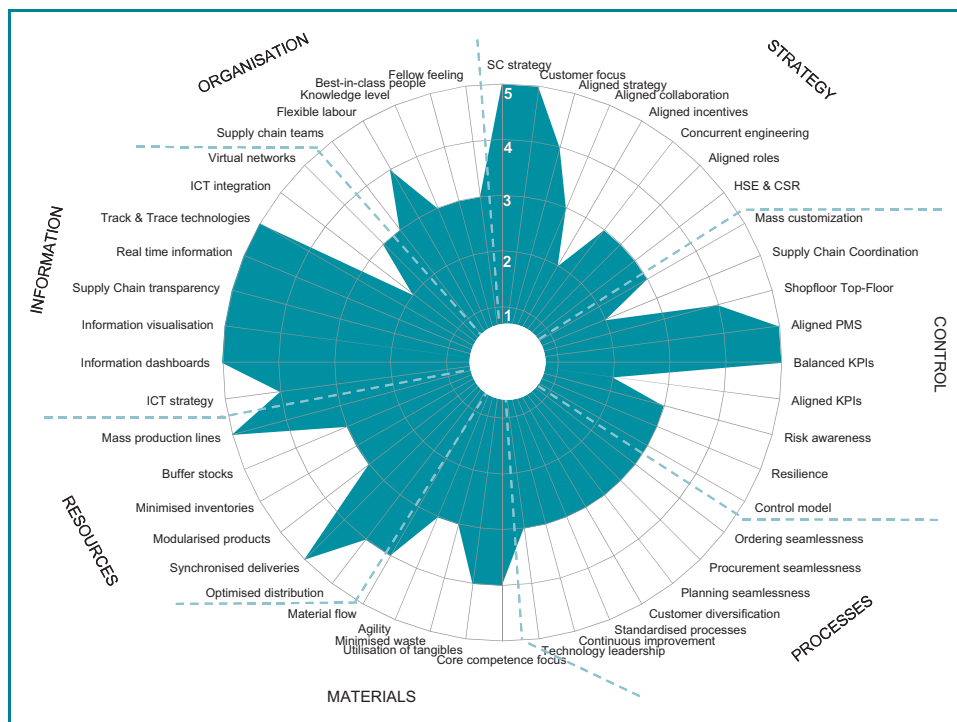 ORGANISATION
STRATEGY
INFORMATION
CONTROL
RESOURCES
PROCESSES
MATERIALS
5
4
3
2
1
SC strategy
Customer focus
Aligned strategy
Aligned collaboration
Aligned incentives
Concurrent engineering
Aligned roles
HSE & CSR
Mass customization
Supply Chain Coordination
Shopfloor Top-Floor
Aligned PMS
Balanced KPIs
Aligned KPIs
Risk awareness
Resilience
Control model
Ordering seamlessness
Procurement seamlessness
Planning seamlessness
Customer diversification
Standardised processes
Continuous improvement
Technology leadership
Core competence focus
Utilisation of tangibles
Minimised waste
Agility
Material flow
Optimised distribution
Synchronised deliveries
Modularised products
Minimised inventories
Buffer stocks
Mass production lines
ICT strategy
Information dashboards
Information visualisation
Supply Chain transparency
Real time information
Track & Trace technologies
ICT integration
Virtual networks
Supply chain teams
Flexible labour
Knowledge level
Best-in-class people
Fellow feeling